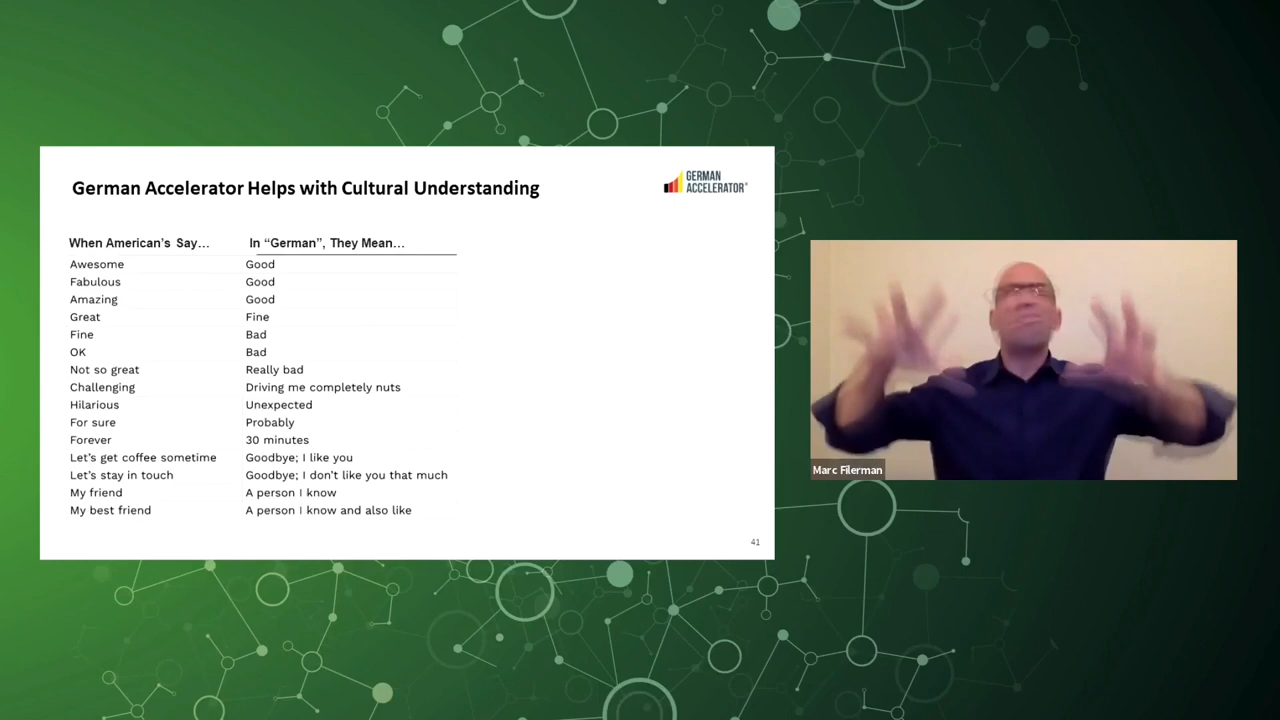 German Accelerator Helps with Cultural Understanding
GERMAN
ACCELERATOR®
When American's Say... In “German”, They Mean...
Awesome Good
Fabulous Good
Amazing Good
Great Fine
Fine Bad
OK Bad
Not so great Really bad
Challenging Driving me completely nuts
Hilarious Unexpected
For sure Probably
Forever 30 minutes
Let's get coffee sometime Goodbye; I like you
Let's stay in touch Goodbye; I don't like you that much
My friend A person I know
My best friend A person I know and also like
41
Marc Filerman